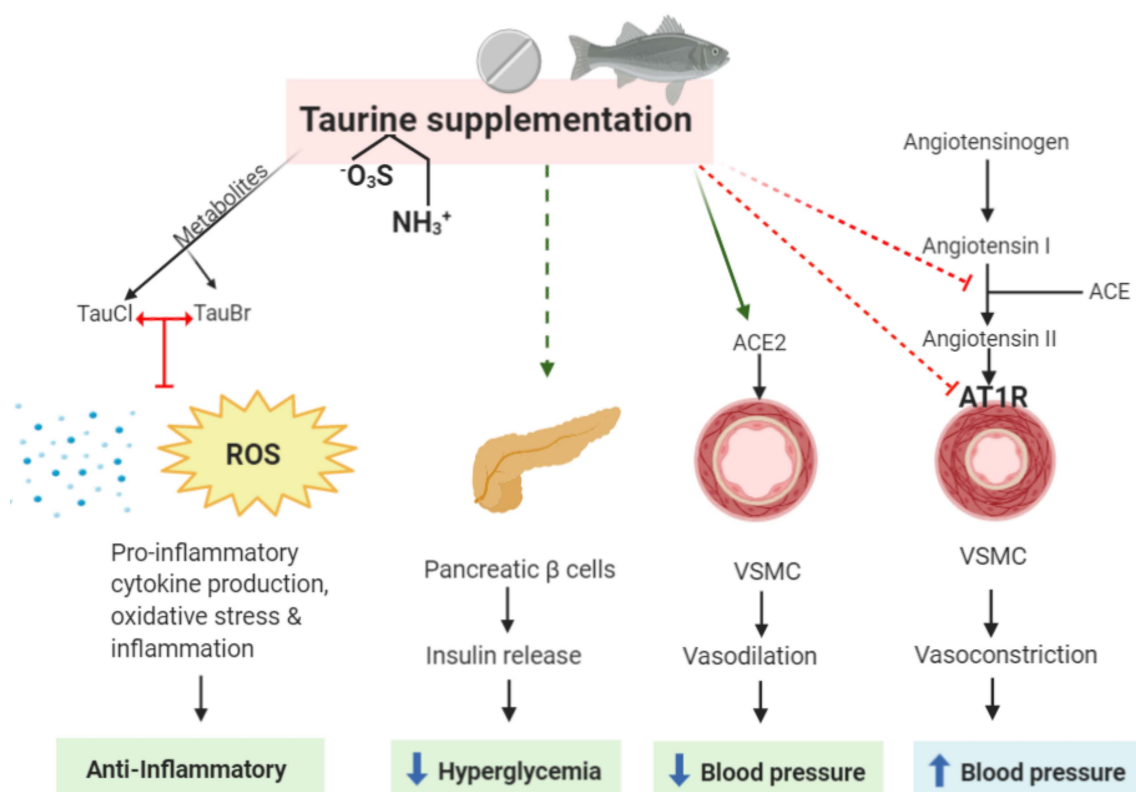 Taurine supplementation
⁻O₃S
NH₃⁺
Metabolites
TauCl
TauBr
ROS
Pro-inflammatory
cytokine production,
oxidative stress &
inflammation
Anti-Inflammatory
Pancreatic β cells
Insulin release
Hyperglycemia
ACE2
VSMC
Vasodilation
Blood pressure
Angiotensinogen
Angiotensin I
ACE
Angiotensin II
AT1R
VSMC
Vasoconstriction
Blood pressure